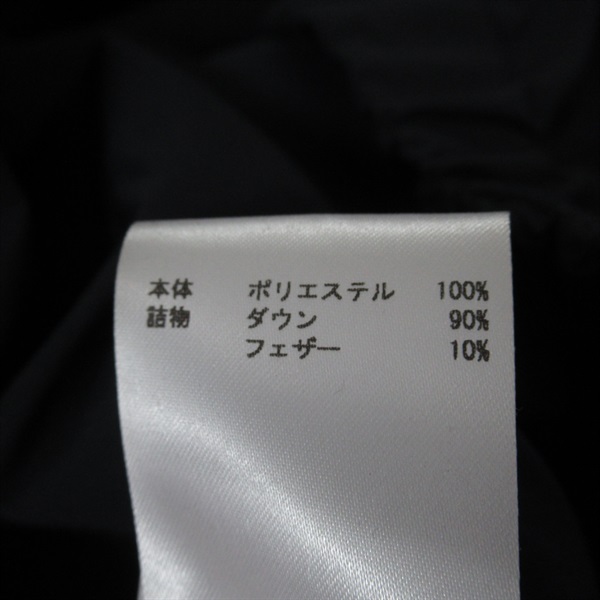 本体 ポリエステル 100%
詰物 ダウン 90%
フェザー 10%